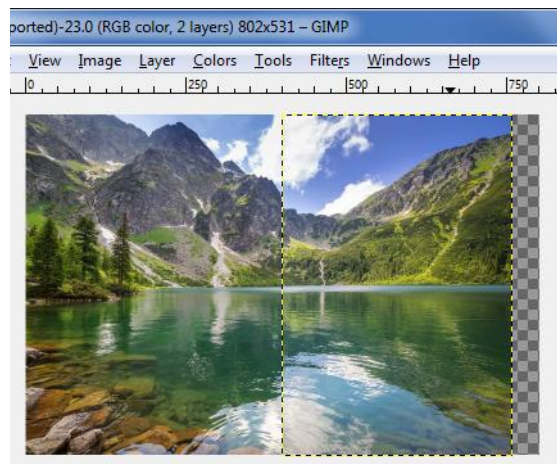 ported)-23.0 (RGB color, 2 layers) 802x531 – GIMP
View Image Layer Colors Tools Filters Windows Help
0 250 500 750